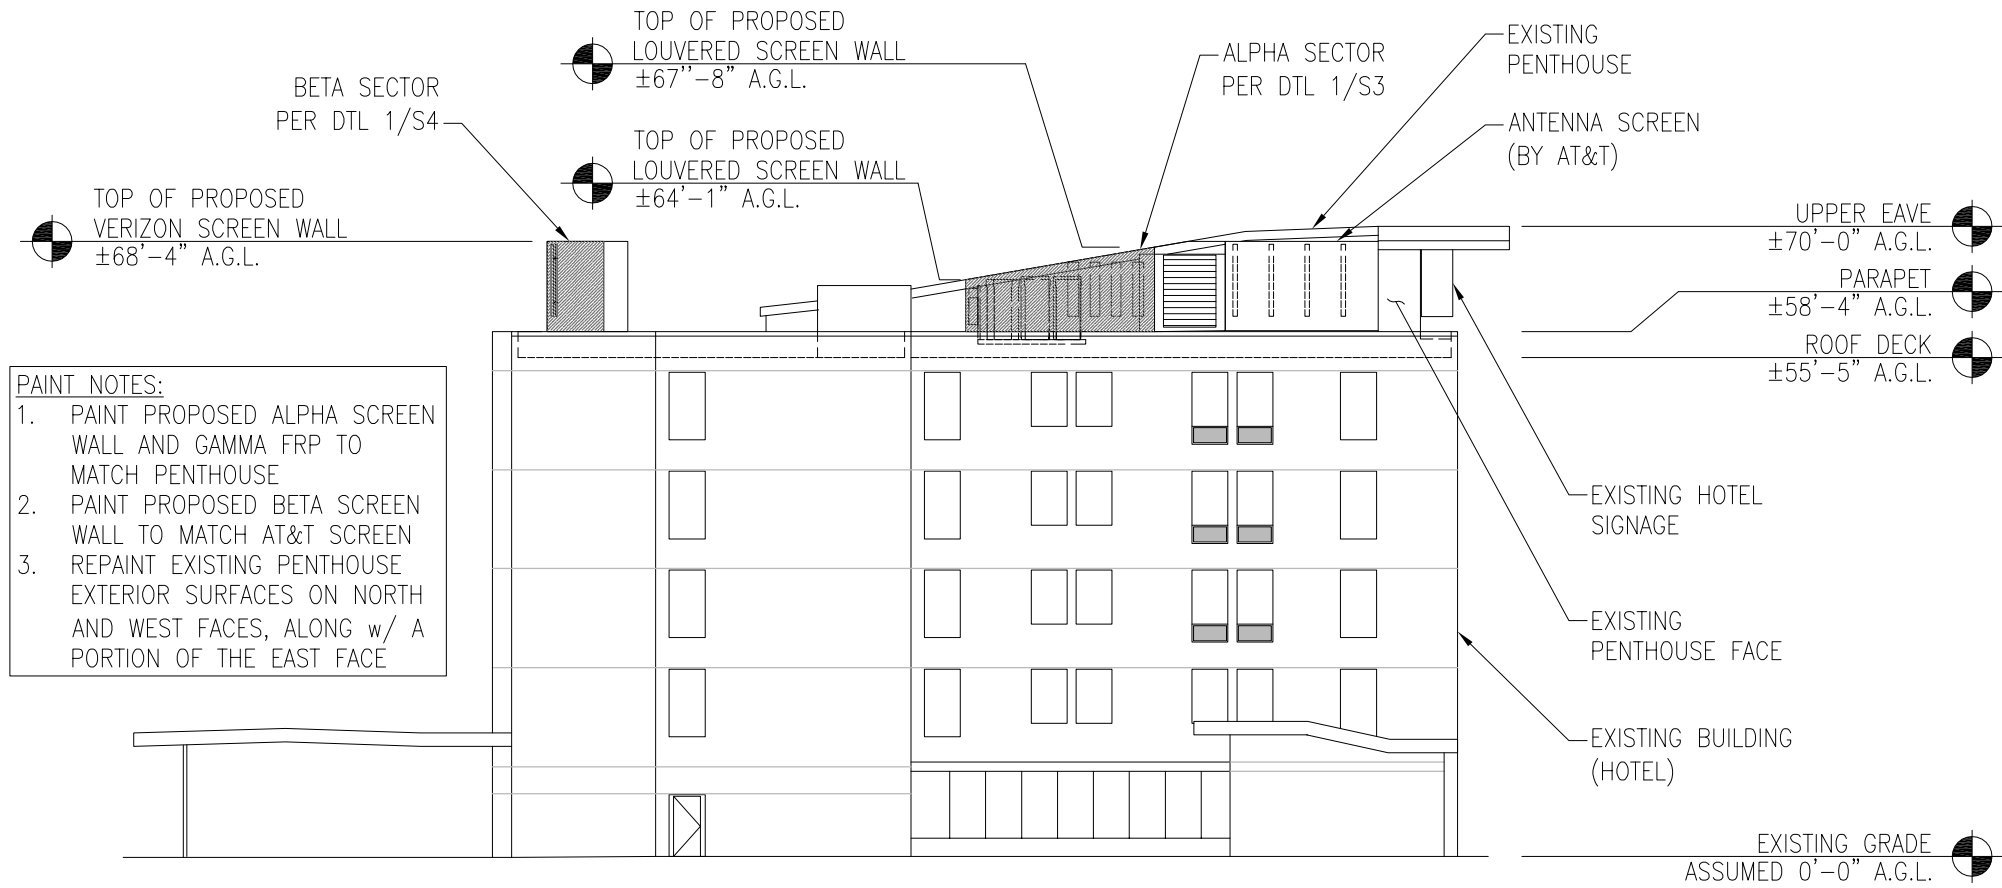 TOP OF PROPOSED
LOUVERED SCREEN WALL
±67''-8" A.G.L.
ALPHA SECTOR
PER DTL 1/S3
EXISTING
PENTHOUSE
BETA SECTOR
PER DTL 1/S4
TOP OF PROPOSED
LOUVERED SCREEN WALL
±64'-1" A.G.L.
ANTENNA SCREEN
(BY AT&T)
TOP OF PROPOSED
VERIZON SCREEN WALL
±68'-4" A.G.L.
UPPER EAVE
±70'-0" A.G.L.
PARAPET
±58'-4" A.G.L.
ROOF DECK
±55'-5" A.G.L.
PAINT NOTES:
1. PAINT PROPOSED ALPHA SCREEN
WALL AND GAMMA FRP TO
MATCH PENTHOUSE
2. PAINT PROPOSED BETA SCREEN
WALL TO MATCH AT&T SCREEN
3. REPAINT EXISTING PENTHOUSE
EXTERIOR SURFACES ON NORTH
AND WEST FACES, ALONG w/ A
PORTION OF THE EAST FACE
EXISTING HOTEL
SIGNAGE
EXISTING
PENTHOUSE FACE
EXISTING BUILDING
(HOTEL)
EXISTING GRADE
ASSUMED 0'-0" A.G.L.